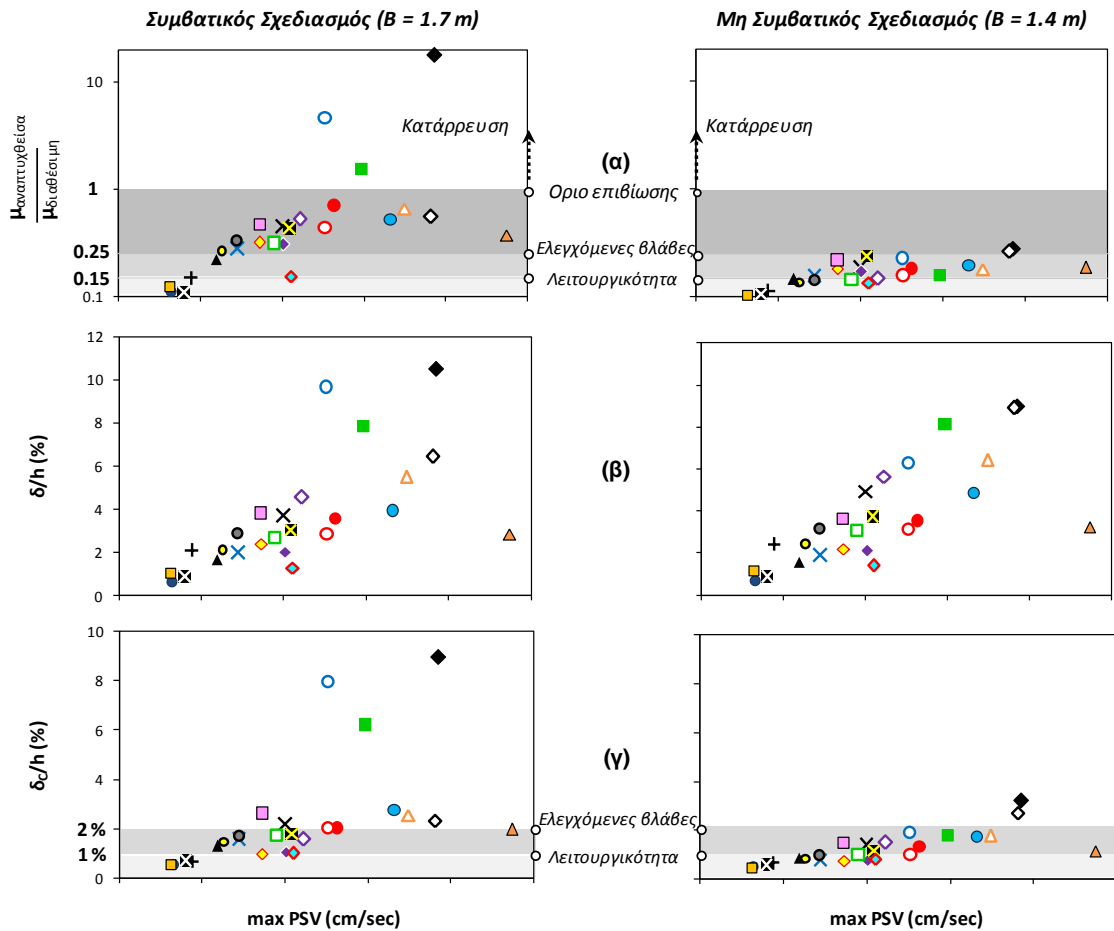 Συμβατικός Σχεδιασμός (B = 1.7 m)
Μη Συμβατικός Σχεδιασμός (B = 1.4 m)
10
1
0.25
0.15
0.1
μαναπτυχθείσα
μδιαθέσιμη
Κατάρρευση
Κατάρρευση
(α)
Οριο επιβίωσης
Ελεγχόμενες βλάβες
Λειτουργικότητα
12
10
8
6
4
2
0
δ/h (%)
(β)
10
8
6
4
2 %
1 %
0
δC/h (%)
(γ)
Ελεγχόμενες βλάβες
Λειτουργικότητα
max PSV (cm/sec)
max PSV (cm/sec)